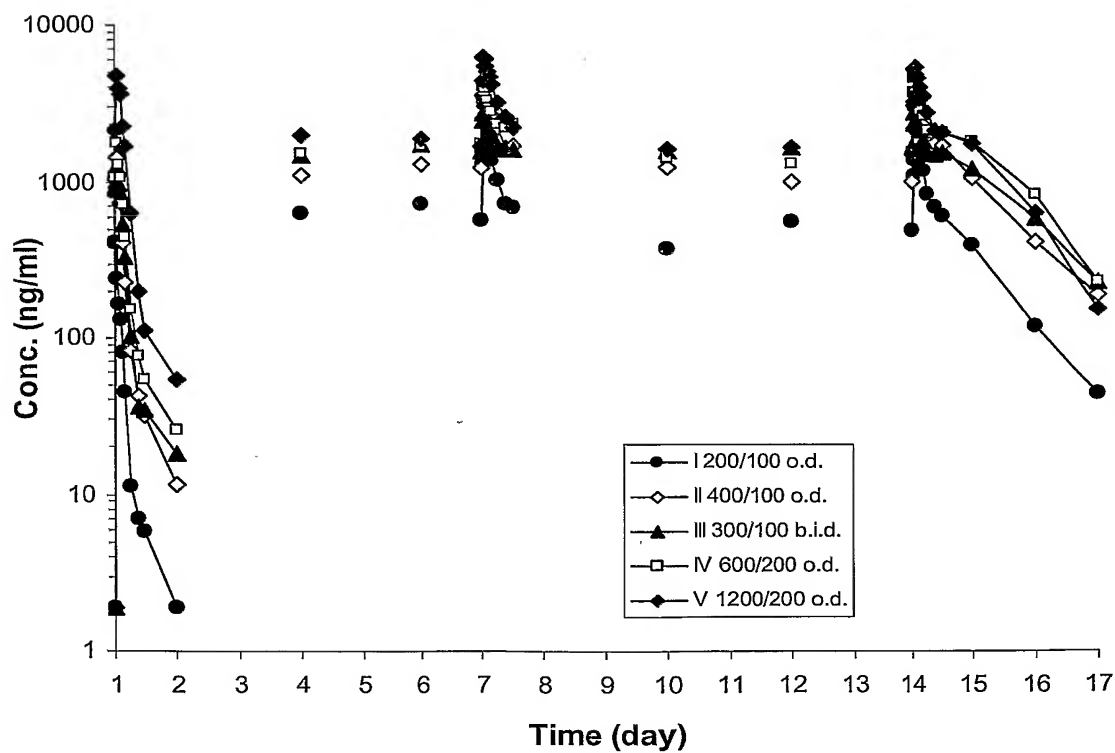 10000
1000
100
10
1
Conc. (ng/ml)
I 200/100 o.d.
II 400/100 o.d.
III 300/100 b.i.d.
IV 600/200 o.d.
V 1200/200 o.d.
1 2 3 4 5 6 7 8 9 10 11 12 13 14 15 16 17
Time (day)